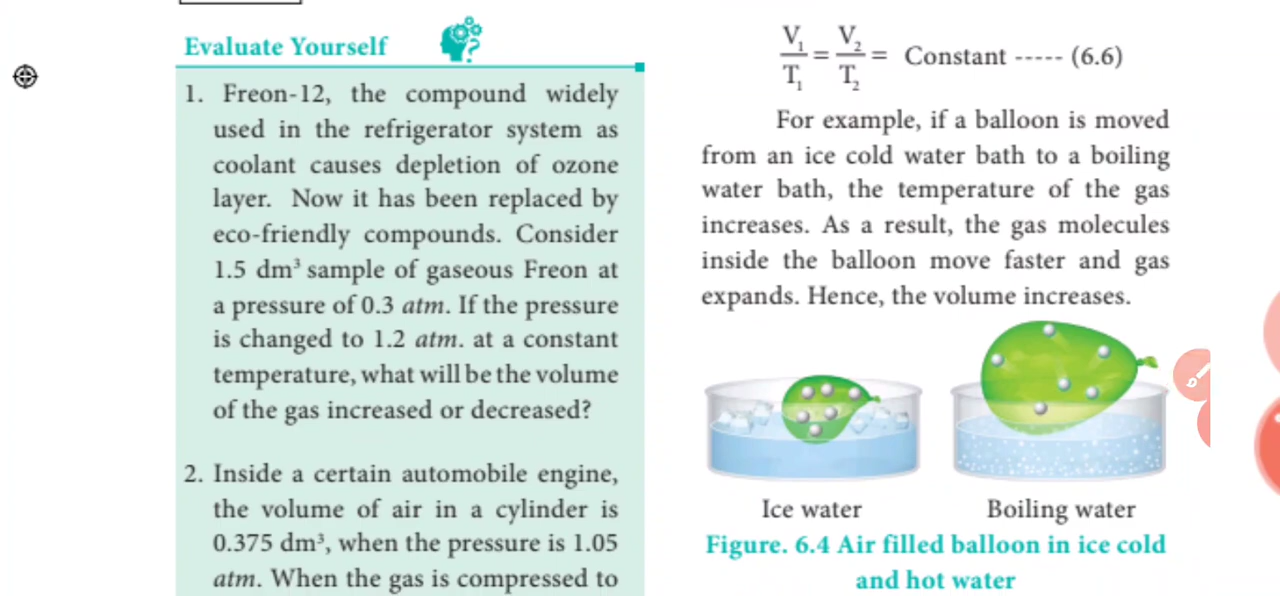 Evaluate Yourself
1. Freon-12, the compound widely
used in the refrigerator system as
coolant causes depletion of ozone
layer. Now it has been replaced by
eco-friendly compounds. Consider
1.5 dm³ sample of gaseous Freon at
a pressure of 0.3 atm. If the pressure
is changed to 1.2 atm. at a constant
temperature, what will be the volume
of the gas increased or decreased?
2. Inside a certain automobile engine,
the volume of air in a cylinder is
0.375 dm³, when the pressure is 1.05
atm. When the gas is compressed to
V₁/T₁ = V₂/T₂ = Constant ----- (6.6)
For example, if a balloon is moved
from an ice cold water bath to a boiling
water bath, the temperature of the gas
increases. As a result, the gas molecules
inside the balloon move faster and gas
expands. Hence, the volume increases.
Ice water
Boiling water
Figure. 6.4 Air filled balloon in ice cold
and hot water